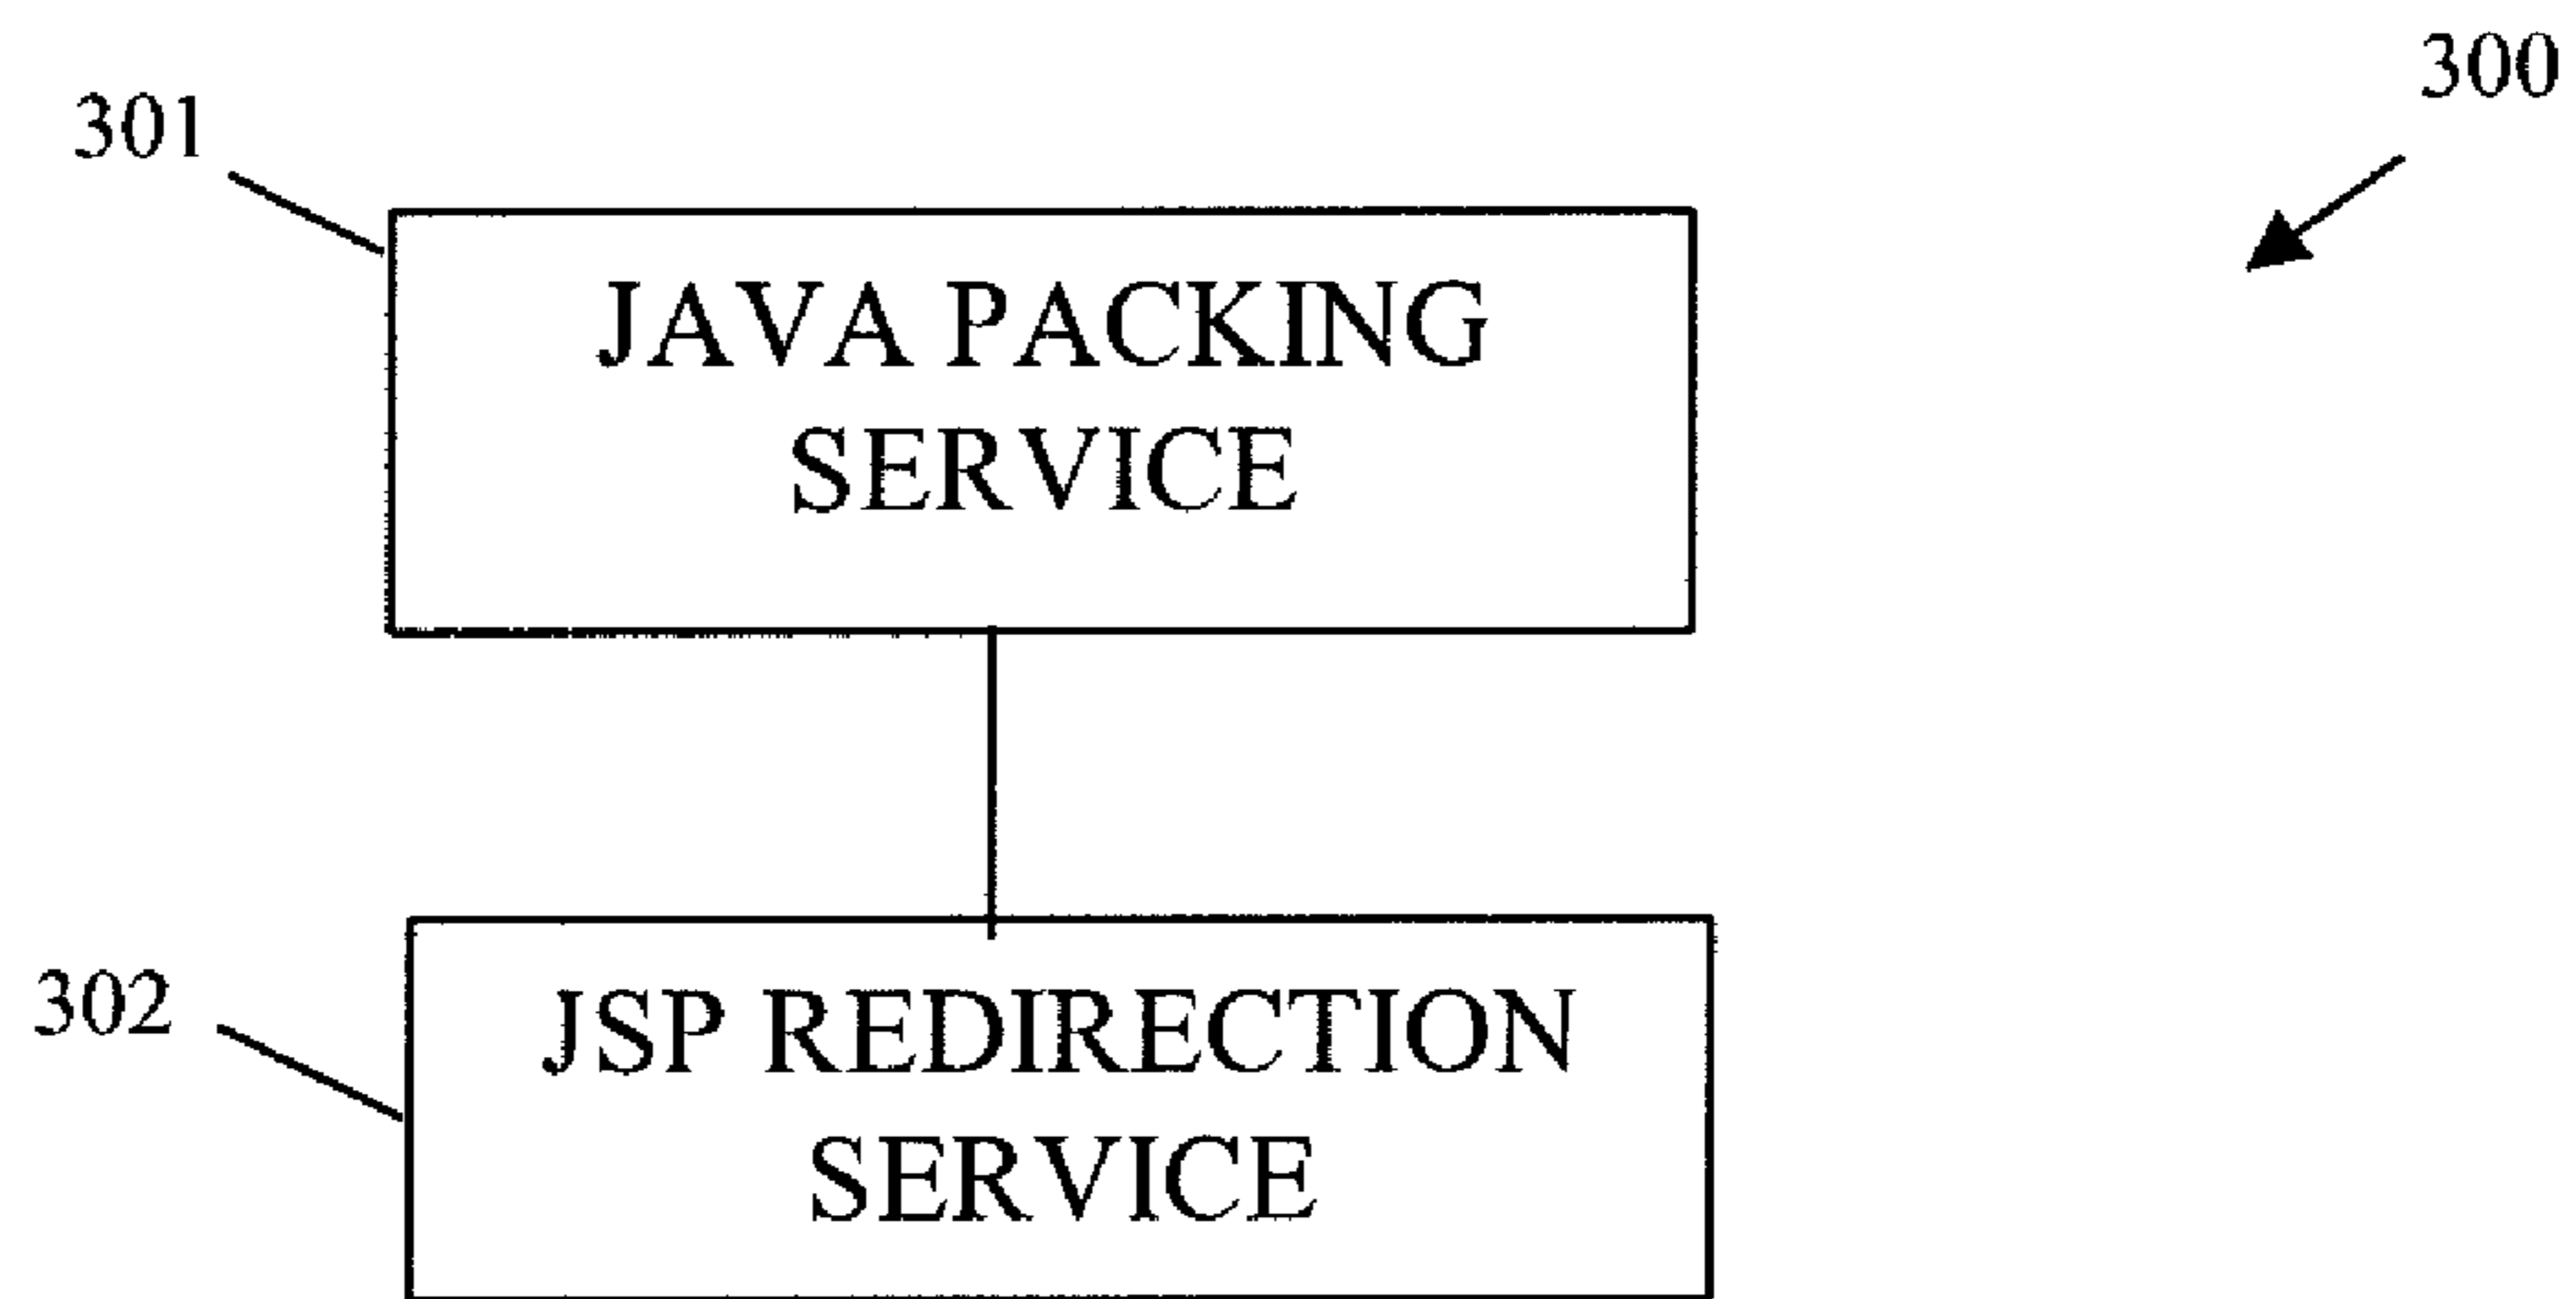 300
301
JAVA PACKING
SERVICE
302
JSP REDIRECTION
SERVICE